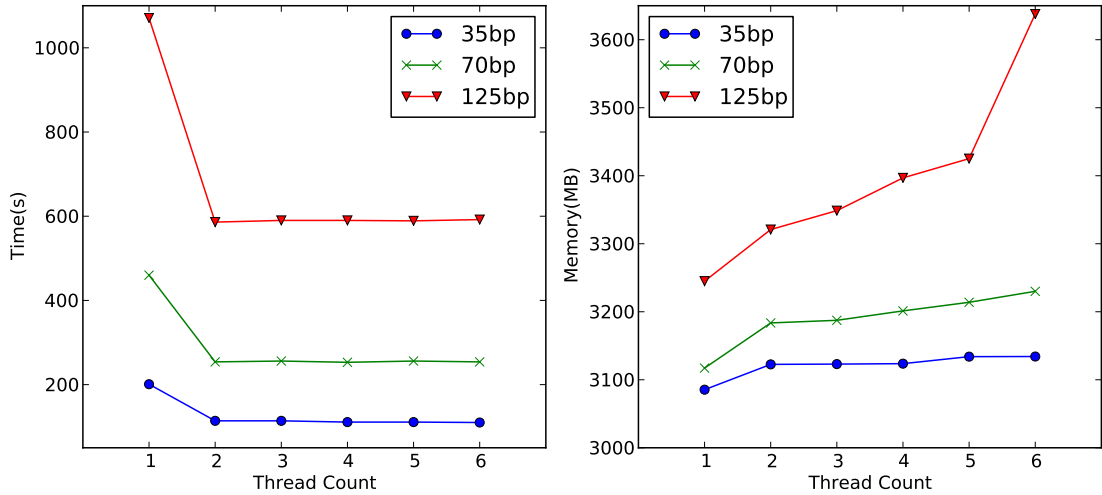 1000
800
600
400
200
Time(s)
1 2 3 4 5 6
Thread Count
35bp
70bp
125bp
3600
3500
3400
3300
3200
3100
3000
Memory(MB)
1 2 3 4 5 6
Thread Count
35bp
70bp
125bp